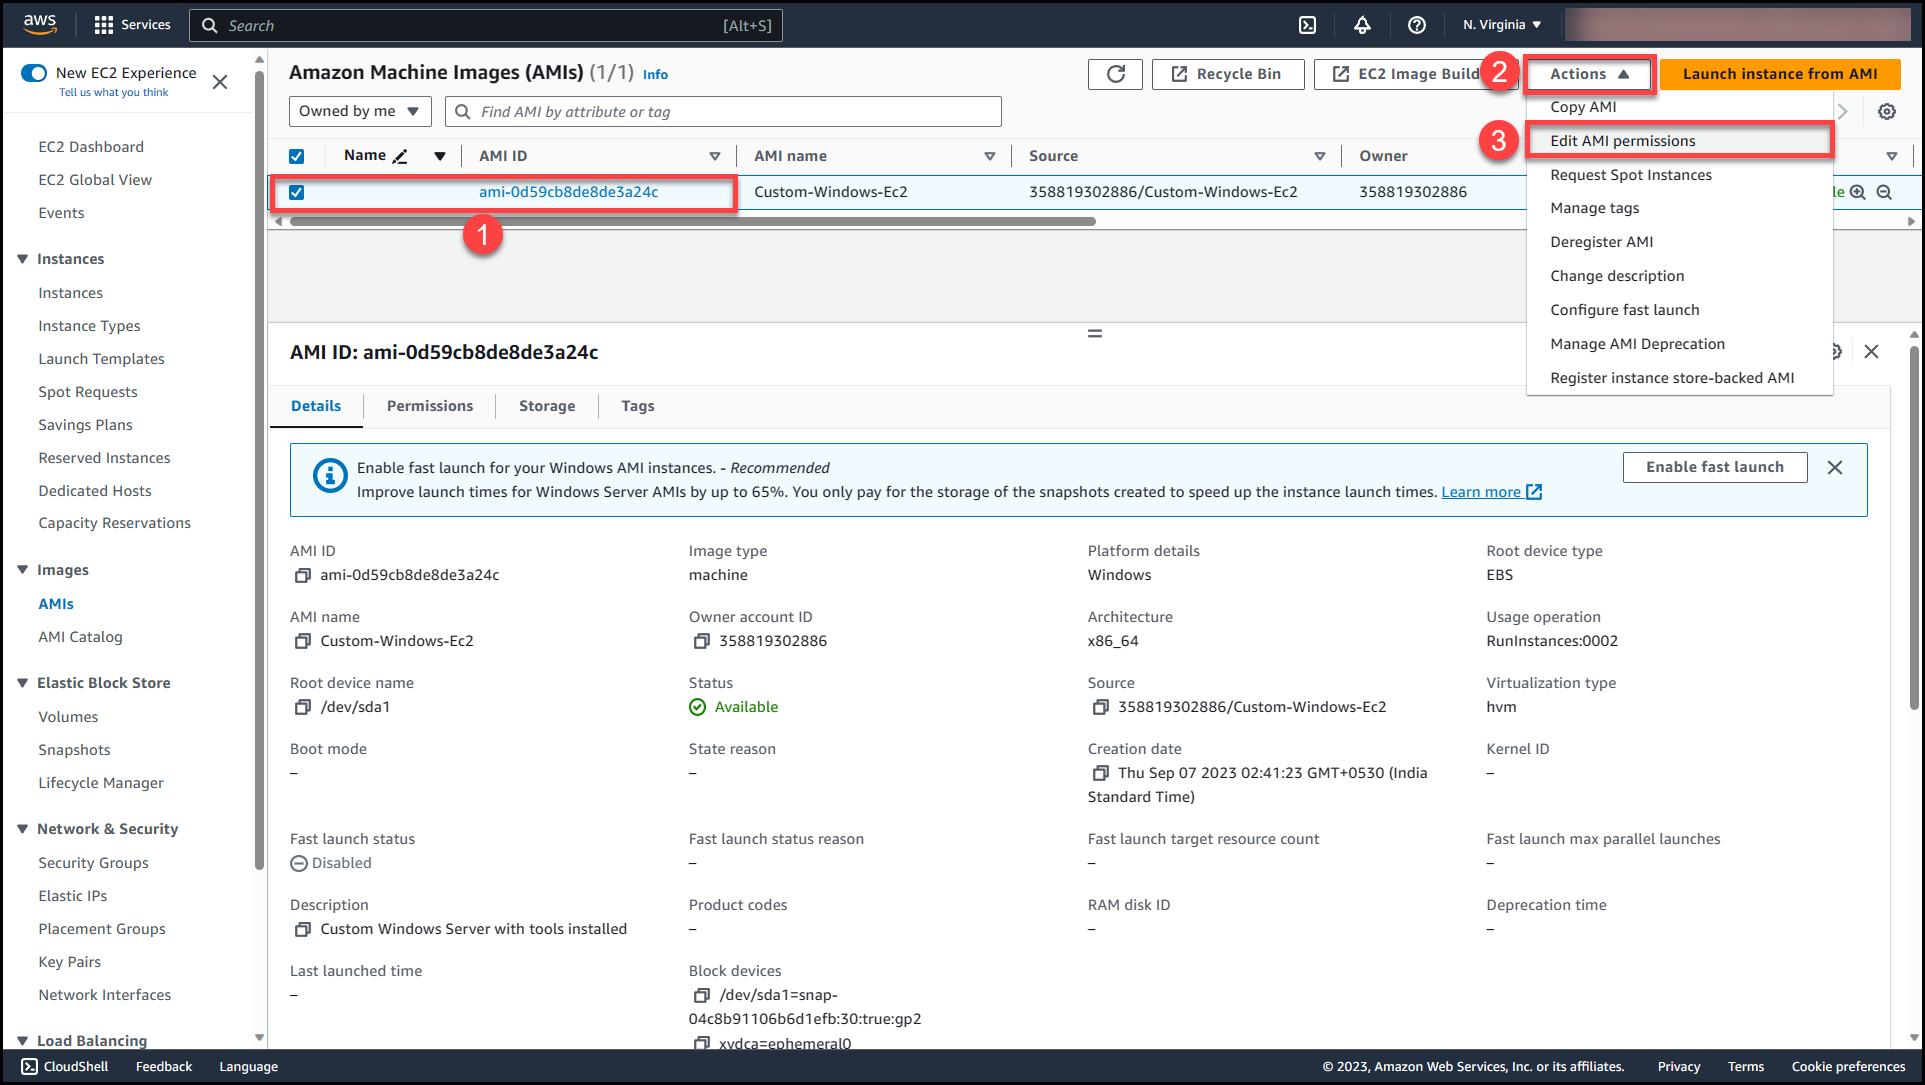 aws
Services
Search
[Alt+S]
N. Virginia
New EC2 Experience
Tell us what you think
EC2 Dashboard
EC2 Global View
Events
Instances
Instances
Instance Types
Launch Templates
Spot Requests
Savings Plans
Reserved Instances
Dedicated Hosts
Capacity Reservations
Images
AMIs
AMI Catalog
Elastic Block Store
Volumes
Snapshots
Lifecycle Manager
Network & Security
Security Groups
Elastic IPs
Placement Groups
Key Pairs
Network Interfaces
Load Balancing
Amazon Machine Images (AMIs) (1/1) Info
Recycle Bin
EC2 Image Build
2
Actions
Launch instance from AMI
Owned by me
Find AMI by attribute or tag
Name
AMI ID
AMI name
Source
Owner
ami-0d59cb8de8de3a24c
Custom-Windows-Ec2
358819302886/Custom-Windows-Ec2
358819302886
le
1
Copy AMI
3
Edit AMI permissions
Request Spot Instances
Manage tags
Deregister AMI
Change description
Configure fast launch
Manage AMI Deprecation
Register instance store-backed AMI
AMI ID: ami-0d59cb8de8de3a24c
Details
Permissions
Storage
Tags
Enable fast launch for your Windows AMI instances. - Recommended
Improve launch times for Windows Server AMIs by up to 65%. You only pay for the storage of the snapshots created to speed up the instance launch times. Learn more
Enable fast launch
AMI ID
ami-0d59cb8de8de3a24c
Image type
machine
Platform details
Windows
Root device type
EBS
AMI name
Custom-Windows-Ec2
Owner account ID
358819302886
Architecture
x86_64
Usage operation
RunInstances:0002
Root device name
/dev/sda1
Status
Available
Source
358819302886/Custom-Windows-Ec2
Virtualization type
hvm
Boot mode
–
State reason
–
Creation date
Thu Sep 07 2023 02:41:23 GMT+0530 (India
Standard Time)
Kernel ID
–
Fast launch status
Disabled
Fast launch status reason
–
Fast launch target resource count
–
Fast launch max parallel launches
–
Description
Custom Windows Server with tools installed
Product codes
–
RAM disk ID
–
Deprecation time
–
Last launched time
–
Block devices
/dev/sda1=snap-
04c8b91106b6d1efb:30:true:gp2
xvdca=ephemeral0
CloudShell
Feedback
Language
© 2023, Amazon Web Services, Inc. or its affiliates.
Privacy
Terms
Cookie preferences